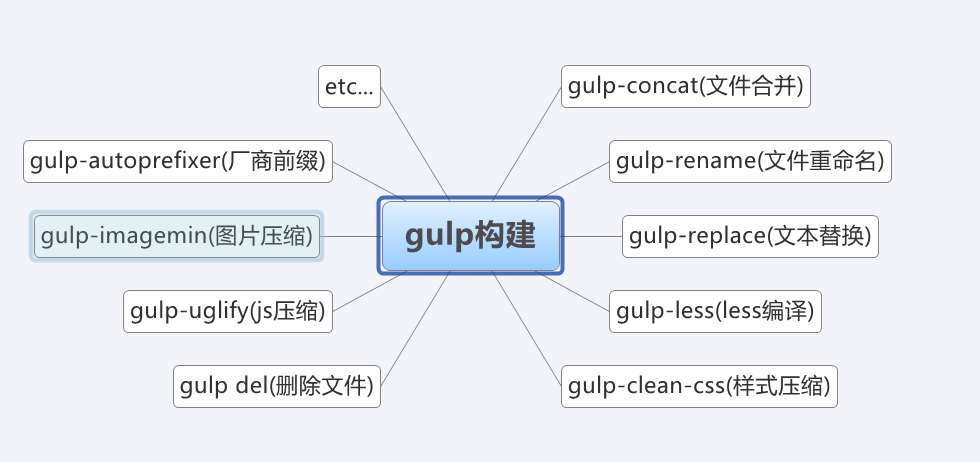 etc...
gulp-concat(文件合并)
gulp-autoprefixer(厂商前缀)
gulp-rename(文件重命名)
gulp-imagemin(图片压缩)
gulp构建
gulp-replace(文本替换)
gulp-uglify(js压缩)
gulp-less(less编译)
gulp del(删除文件)
gulp-clean-css(样式压缩)